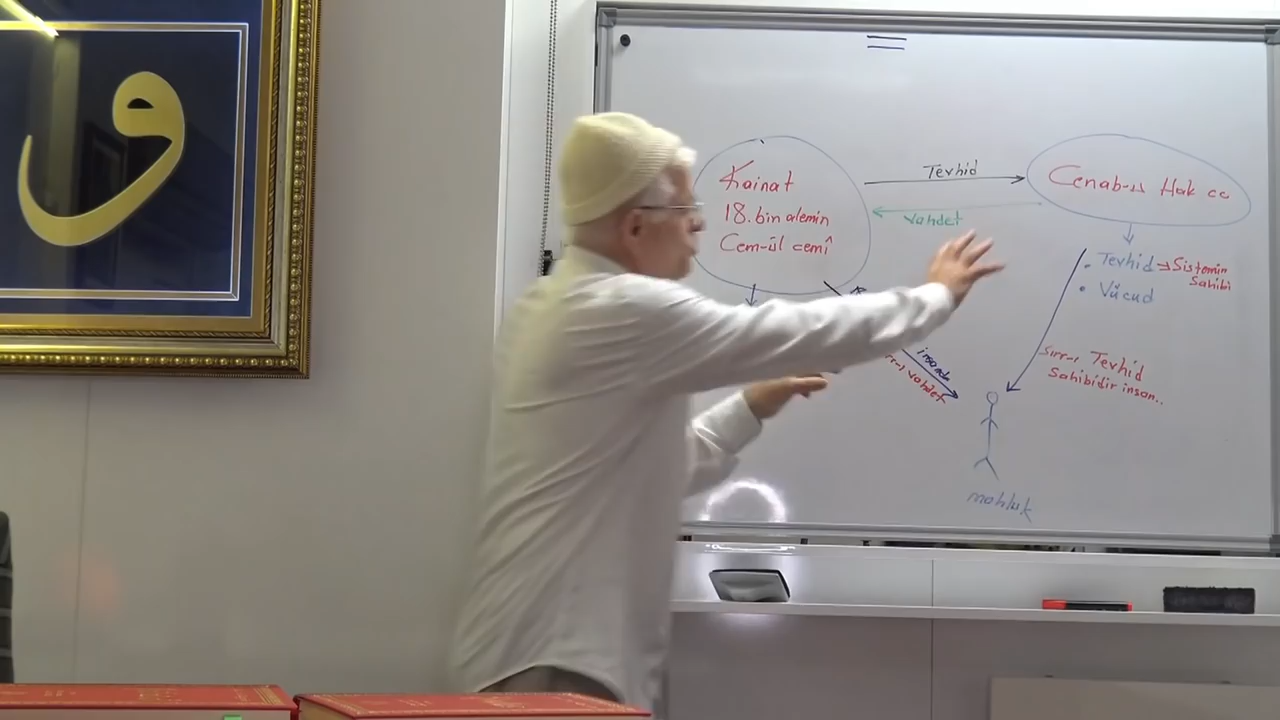 و
Kainat
18.bin alemin
Cem-ül cemî
Tevhid
Vahdet
Cenab-ı Hak cc
• Tevhid → Sistemin Sahibi
• Vücud
insanda
vahdet
Sırr-ı Tevhid
Sahibidir insan..
mahluk